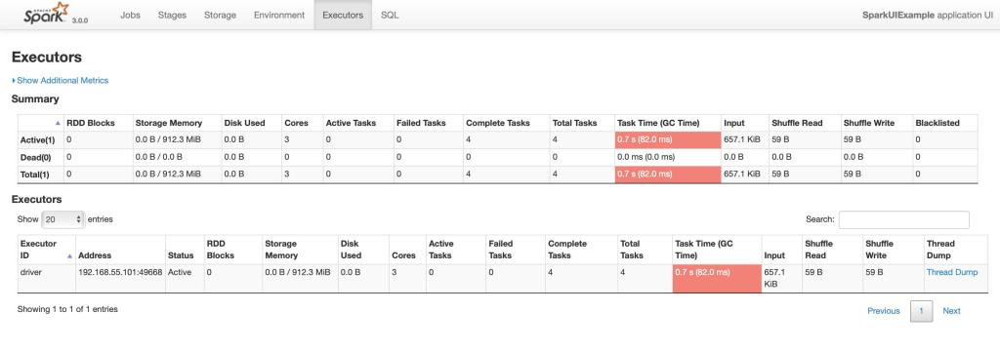 APACHE Spark 3.0.0 Jobs Stages Storage Environment Executors SQL SparkUIExample application UI
Executors
Show Additional Metrics
Summary
RDD Blocks Storage Memory Disk Used Cores Active Tasks Failed Tasks Complete Tasks Total Tasks Task Time (GC Time) Input Shuffle Read Shuffle Write Blacklisted
Active(1) 0 0.0 B / 912.3 MiB 0.0 B 3 0 0 4 4 0.7 s (82.0 ms) 657.1 KiB 59 B 59 B 0
Dead(0) 0 0.0 B / 0.0 B 0.0 B 0 0 0 0 0 0.0 ms (0.0 ms) 0.0 B 0.0 B 0.0 B 0
Total(1) 0 0.0 B / 912.3 MiB 0.0 B 3 0 0 4 4 0.7 s (82.0 ms) 657.1 KiB 59 B 59 B 0
Executors
Show 20 entries Search:
Executor ID Address Status RDD Blocks Storage Memory Disk Used Cores Active Tasks Failed Tasks Complete Tasks Total Tasks Task Time (GC Time) Input Shuffle Read Shuffle Write Thread Dump
driver 192.168.55.101:49668 Active 0 0.0 B / 912.3 MiB 0.0 B 3 0 0 4 4 0.7 s (82.0 ms) 657.1 KiB 59 B 59 B Thread Dump
Showing 1 to 1 of 1 entries Previous 1 Next